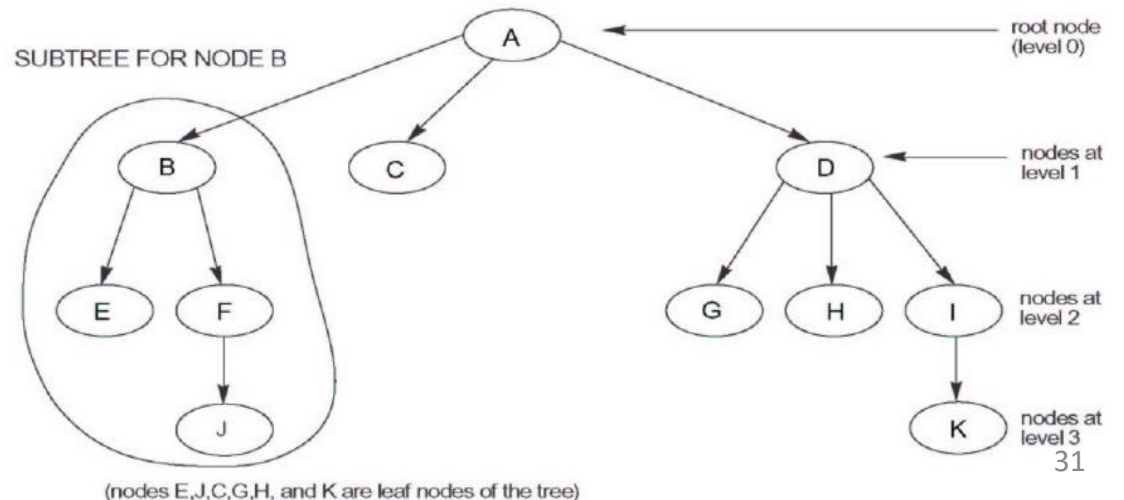 A
root node
(level 0)
SUBTREE FOR NODE B
B
C
D
nodes at
level 1
E
F
G
H
I
nodes at
level 2
J
K
nodes at
level 3
31
(nodes E,J,C,G,H, and K are leaf nodes of the tree)